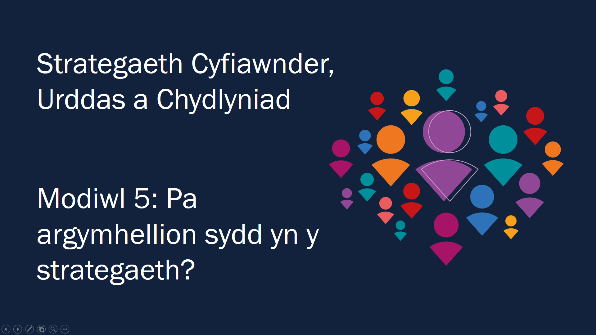 Strategaeth Cyfiawnder,
Urddas a Chydlyniad
Modiwl 5: Pa
argymhellion sydd yn y
strategaeth?